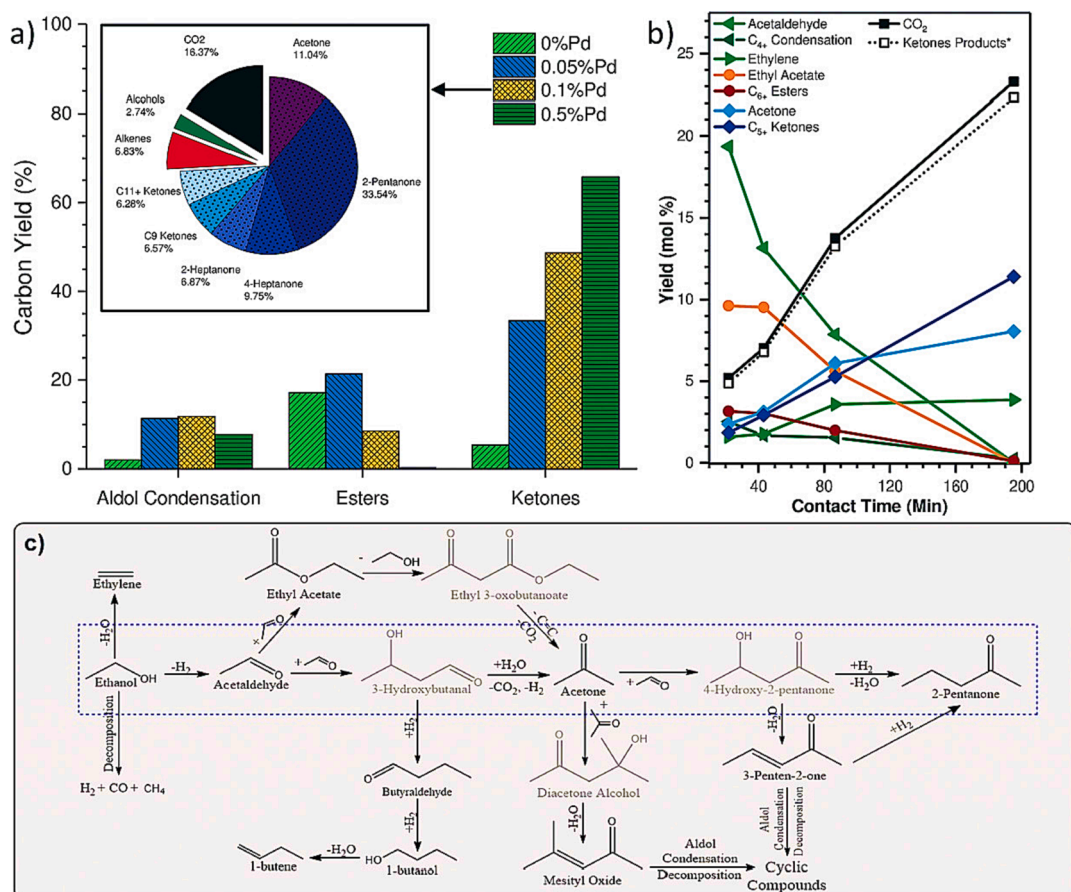 a)
100
80
60
40
20
0
Carbon Yield (%)
Aldol Condensation
Esters
Ketones
0%Pd
0.05%Pd
0.1%Pd
0.5%Pd
CO2
16.37%
Acetone
11.04%
Alcohols
2.74%
Alkenes
6.83%
2-Pentanone
33.54%
C11+ Ketones
6.28%
C9 Ketones
6.57%
2-Heptanone
6.87%
4-Heptanone
9.75%
b)
Acetaldehyde
C4+ Condensation
Ethylene
Ethyl Acetate
C6+ Esters
Acetone
C5+ Ketones
CO2
Ketones Products*
25
20
15
10
5
0
Yield (mol %)
40
80
120
160
200
Contact Time (Min)
c)
Ethylene
-H2O
Ethanol
OH
Decomposition
H2 + CO + CH4
-H2
Acetaldehyde
O
+
O
O
O
Ethyl Acetate
-
OH
O
O
O
Ethyl 3-oxobutanoate
- C=C
-CO2
+
O
OH
O
3-Hydroxybutanal
+H2O
-CO2, -H2
O
Acetone
+
O
OH
O
4-Hydroxy-2-pentanone
+H2
-H2O
O
2-Pentanone
+H2
O
Butyraldehyde
+H2
HO
1-butanol
-H2O
1-butene
+
O
O
OH
Diacetone Alcohol
-H2O
O
Mesityl Oxide
Aldol
Condensation
Decomposition
-H2O
O
3-Penten-2-one
+H2
Aldol
Condensation
Decomposition
Cyclic
Compounds